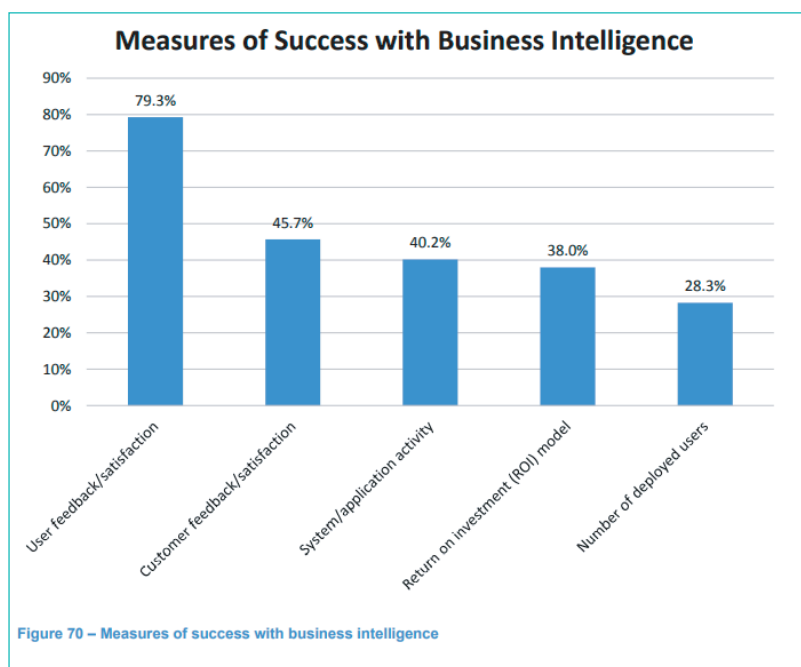 Measures of Success with Business Intelligence
90%
80%
70%
60%
50%
40%
30%
20%
10%
0%
79.3%
45.7%
40.2%
38.0%
28.3%
User feedback/satisfaction
Customer feedback/satisfaction
System/application activity
Return on investment (ROI) model
Number of deployed users
Figure 70 – Measures of success with business intelligence